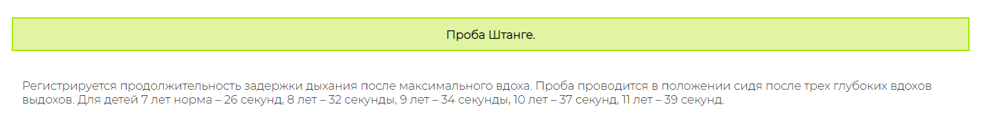 Проба Штанге.
Регистрируется продолжительность задержки дыхания после максимального вдоха. Проба проводится в положении сидя после трех глубоких вдохов
выдохов. Для детей 7 лет норма – 26 секунд, 8 лет – 32 секунды, 9 лет – 34 секунды, 10 лет – 37 секунд, 11 лет – 39 секунд.